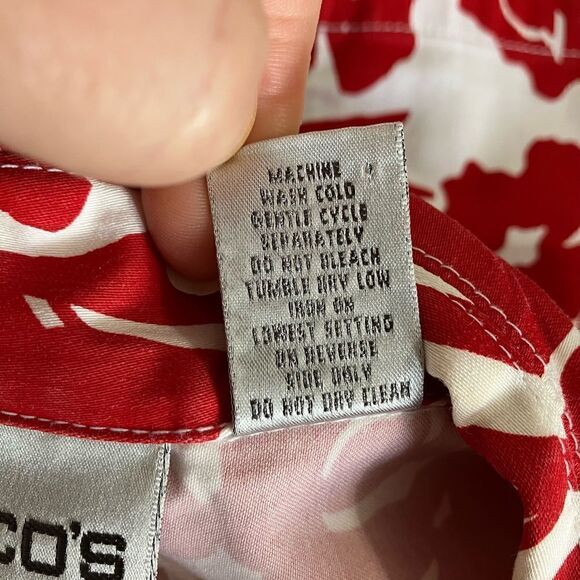 MACHINE
WASH COLD
GENTLE CYCLE
SEPARATELY
DO NOT BLEACH
TUMBLE DRY LOW
IRON ON
LOWEST SETTING
ON REVERSE
SIDE ONLY
DO NOT DRY CLEAN
CO'S